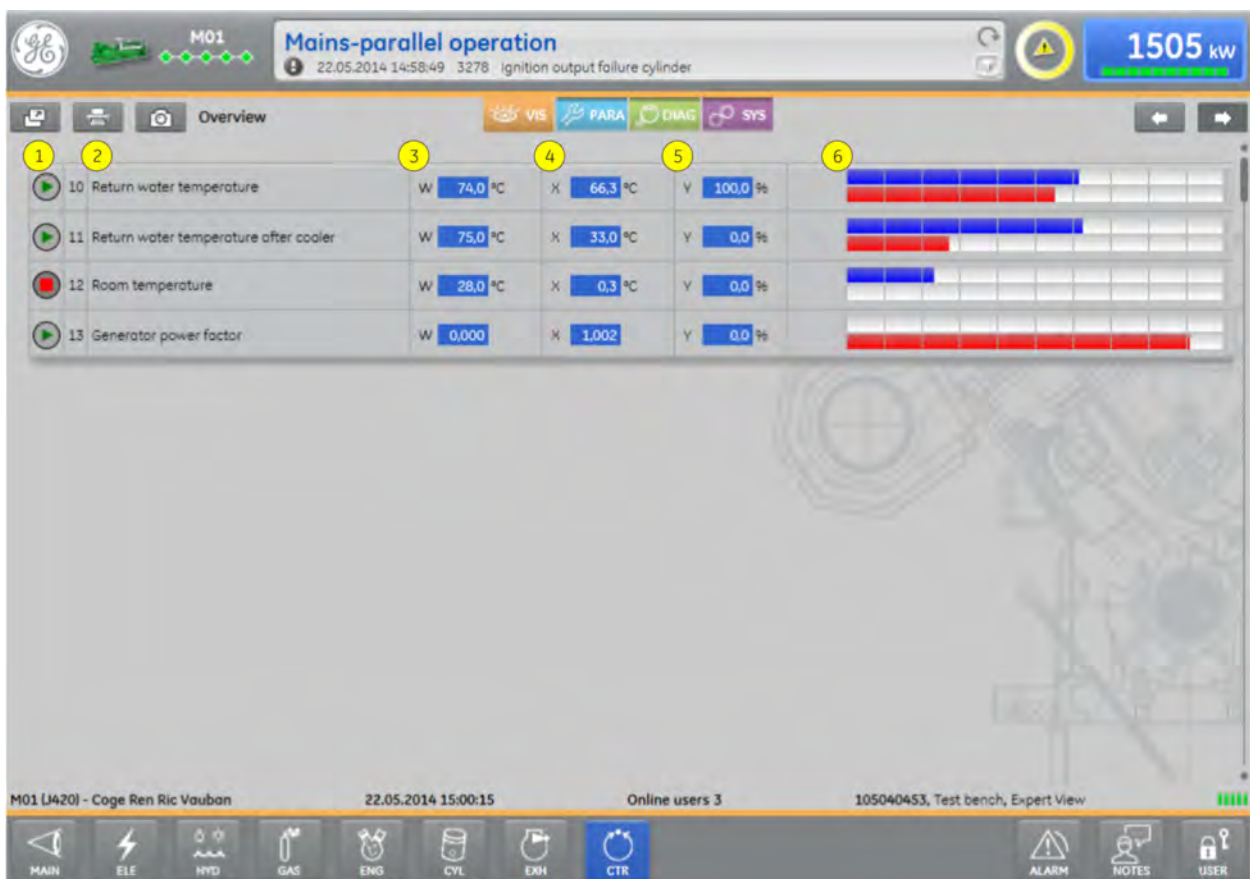 M01
Mains-parallel operation
22.05.2014 14:58:49 3278 Ignition output failure cylinder
1505 kW
Overview
VIS PARA DIAG SYS
1 2 3 4 5 6
10 Return water temperature W 74,0 °C X 66,3 °C Y 100,0 %
11 Return water temperature after cooler W 75,0 °C X 33,0 °C Y 0,0 %
12 Room temperature W 28,0 °C X 0,3 °C Y 0,0 %
13 Generator power factor W 0,000 X 1,002 Y 0,0 %
M01 (J420) - Coge Ren Ric Vauban 22.05.2014 15:00:15 Online users 3 105040453, Test bench, Expert View
MAIN ELE HYD GAS ENG CYL EXH CTR ALARM NOTES USER